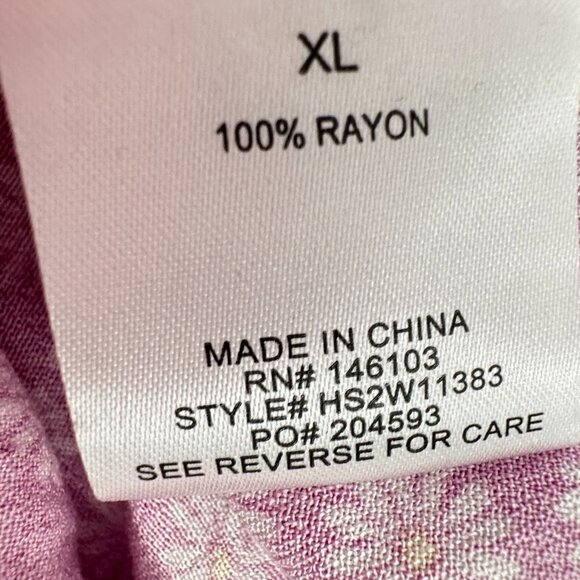 XL
100% RAYON
MADE IN CHINA
RN# 146103
STYLE# HS2W11383
PO# 204593
SEE REVERSE FOR CARE